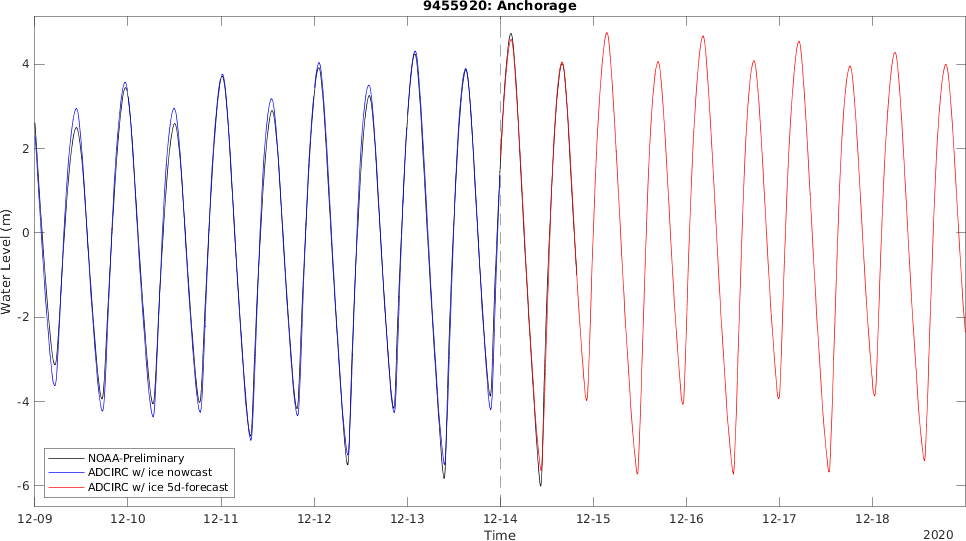 9455920: Anchorage
Water Level (m)
4
2
0
-2
-4
-6
NOAA-Preliminary
ADCIRC w/ ice nowcast
ADCIRC w/ ice 5d-forecast
12-09 12-10 12-11 12-12 12-13 12-14 12-15 12-16 12-17 12-18
Time
2020